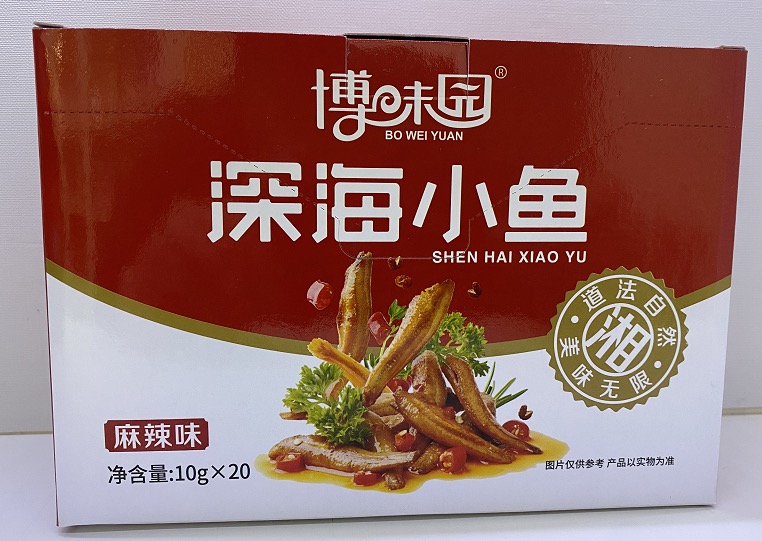 博味园®
BO WEI YUAN
深海小鱼
SHEN HAI XIAO YU
道法自然
湘
美味无限
麻辣味
净含量:10g×20
图片仅供参考 产品以实物为准